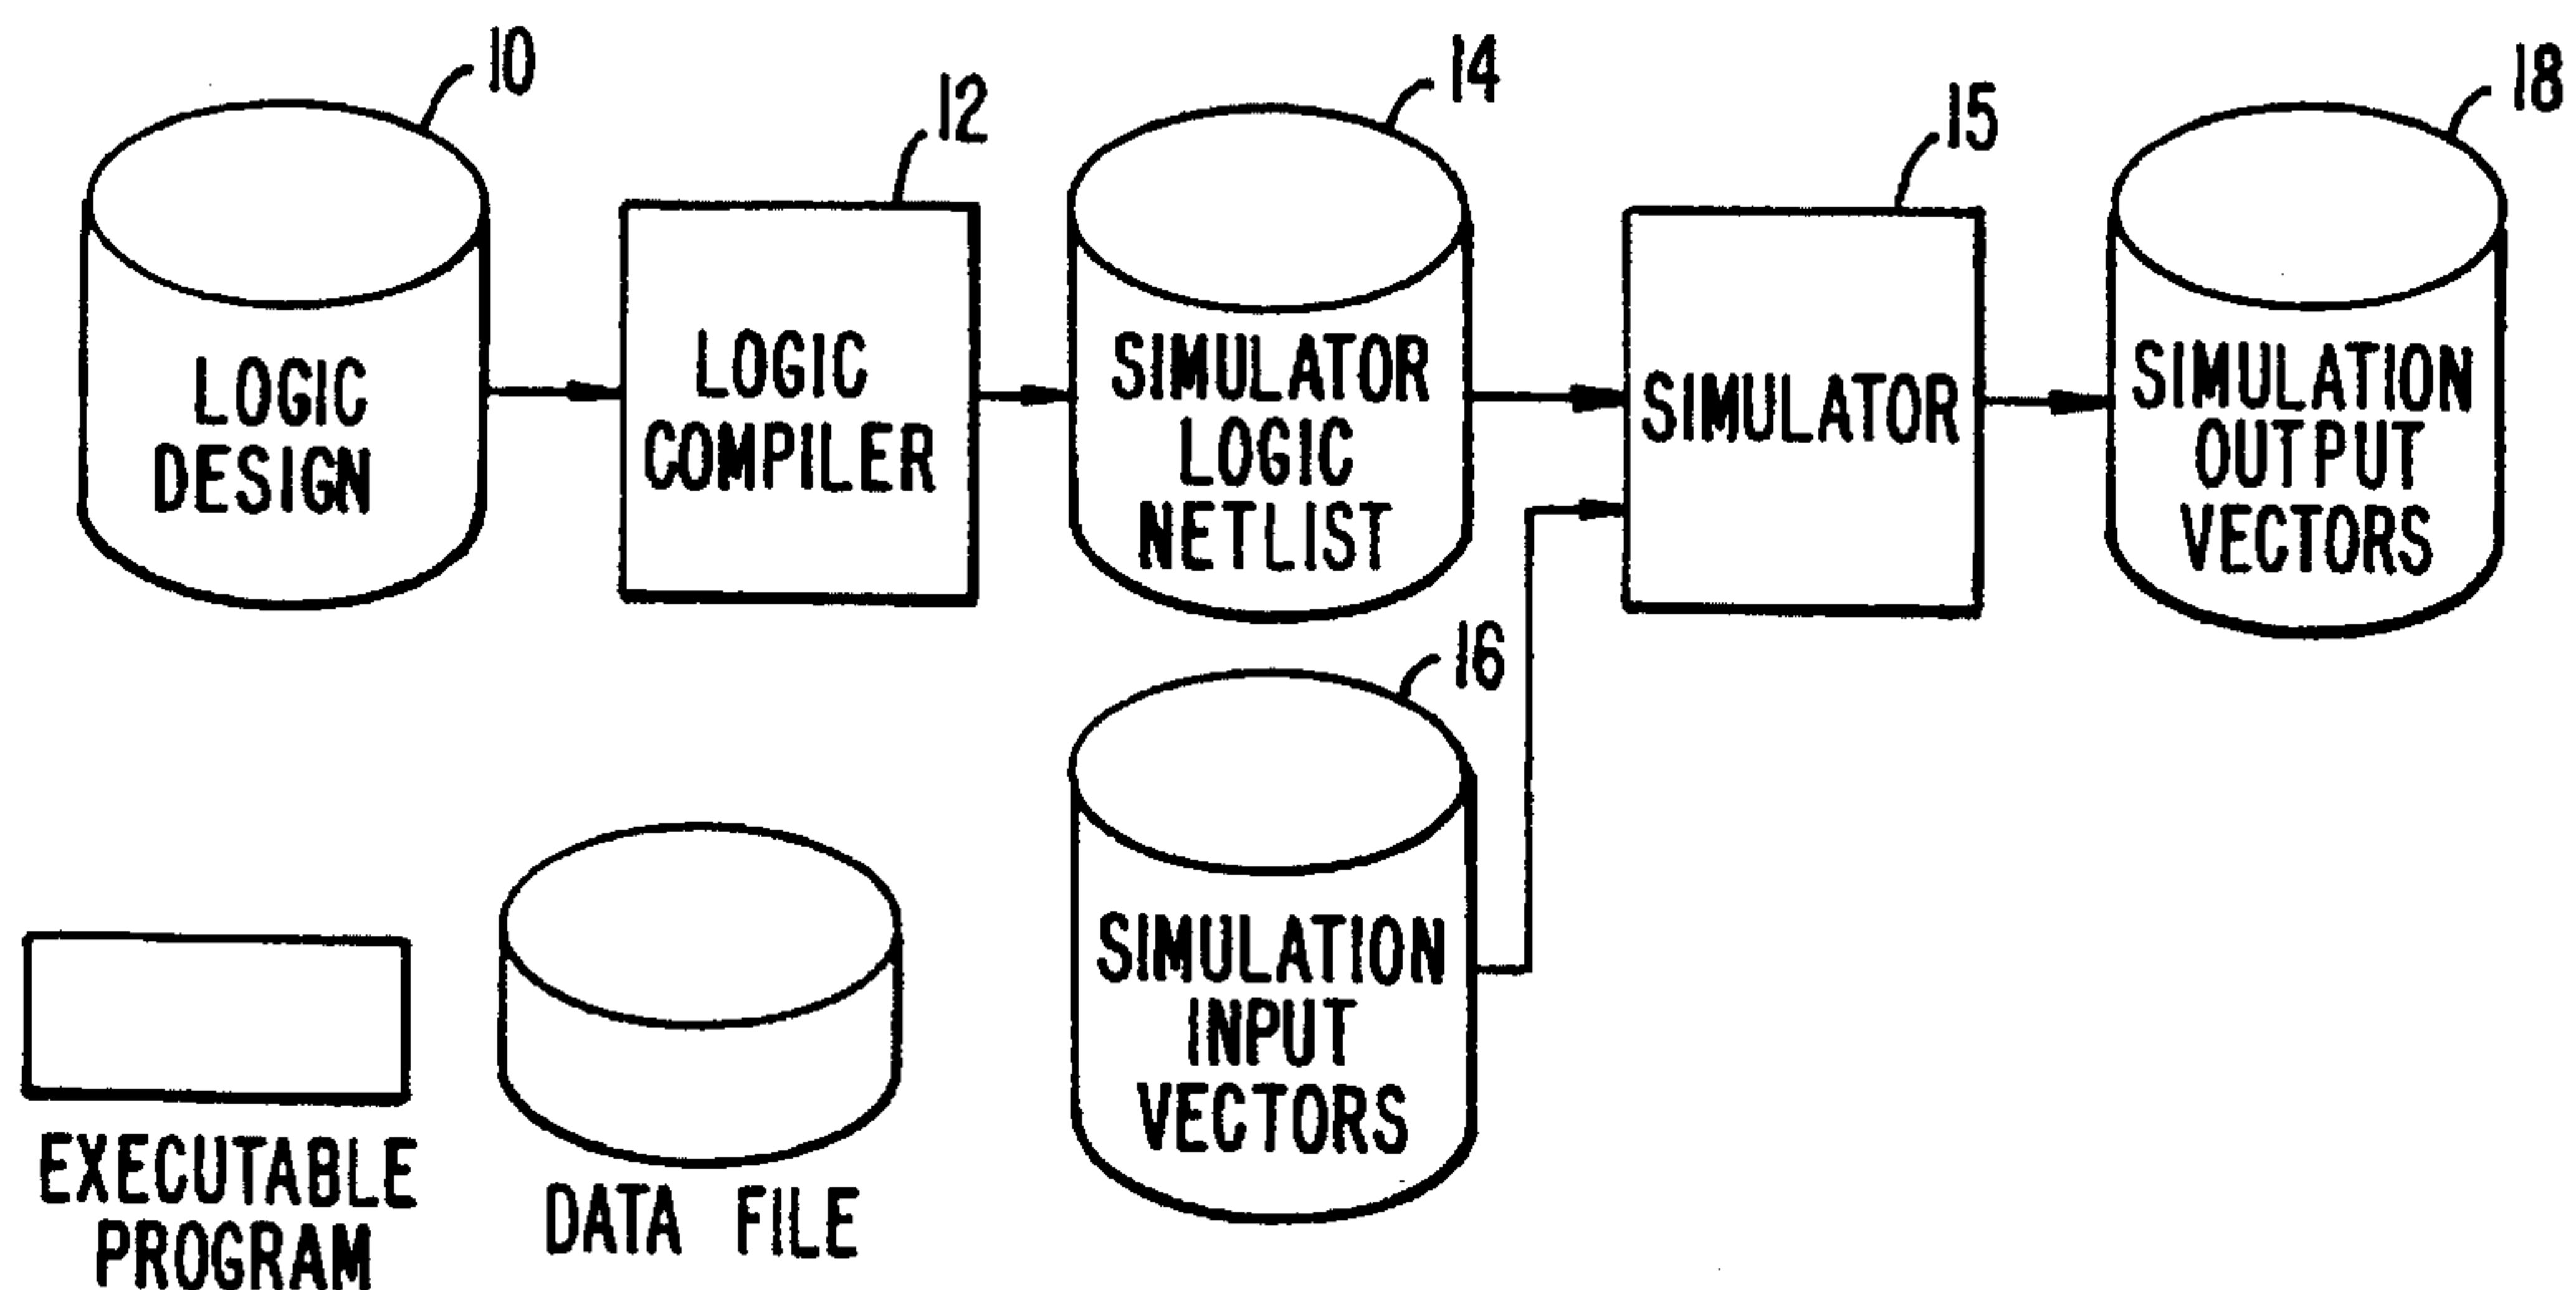 10
12
14
15
18
LOGIC
DESIGN
LOGIC
COMPILER
SIMULATOR
LOGIC
NETLIST
SIMULATOR
SIMULATION
OUTPUT
VECTORS
16
SIMULATION
INPUT
VECTORS
EXECUTABLE
PROGRAM
DATA FILE